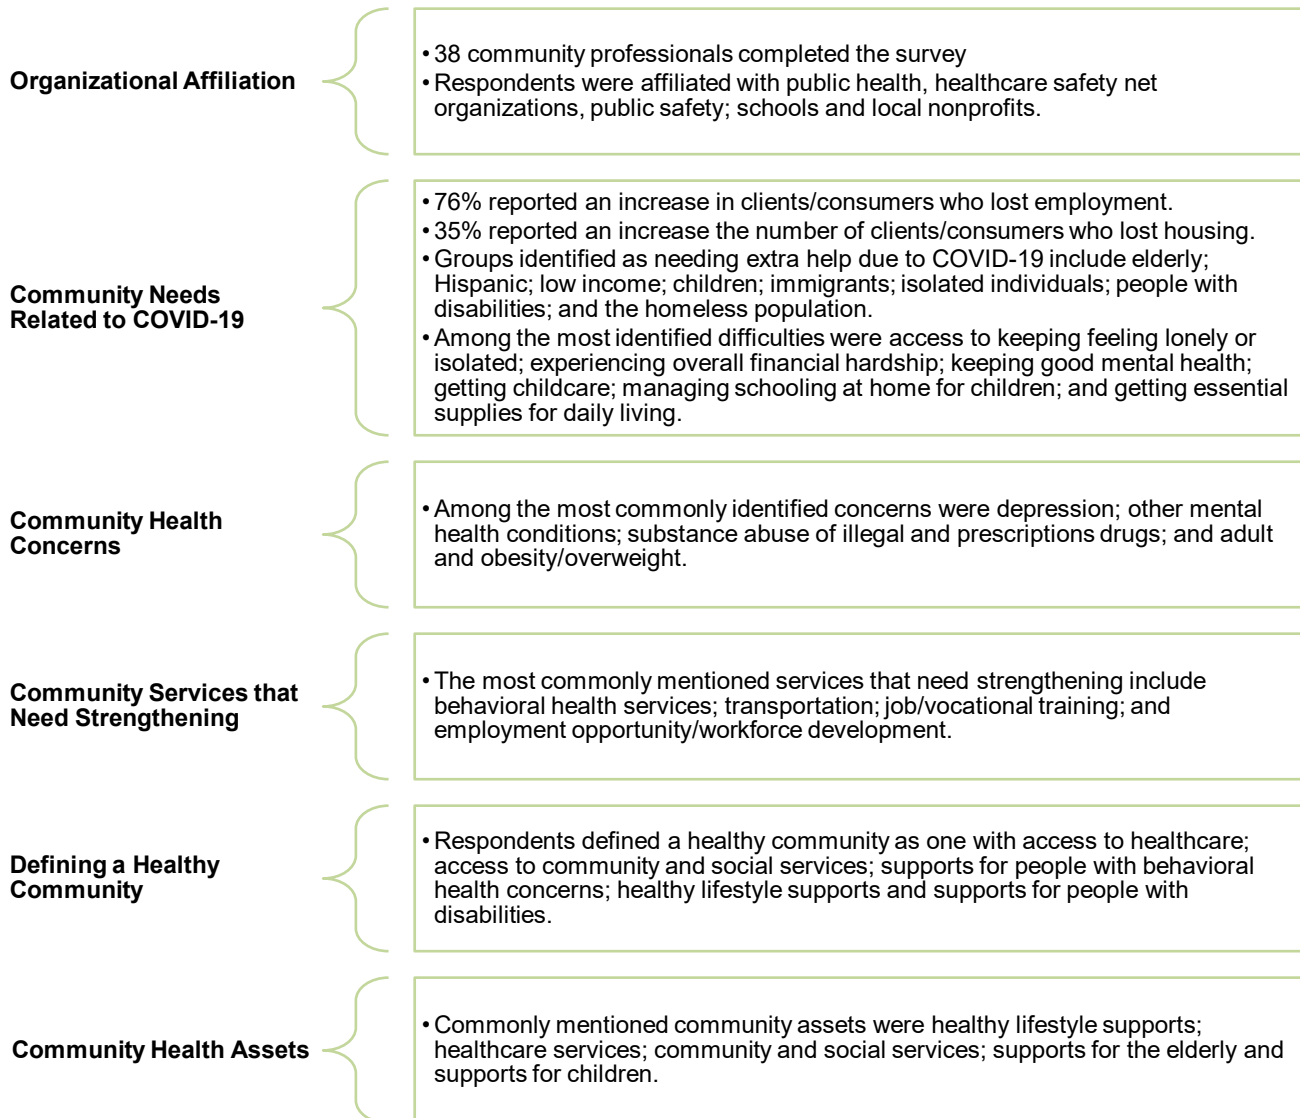 Organizational Affiliation
• 38 community professionals completed the survey
• Respondents were affiliated with public health, healthcare safety net
organizations, public safety; schools and local nonprofits.
Community Needs
Related to COVID-19
• 76% reported an increase in clients/consumers who lost employment.
• 35% reported an increase the number of clients/consumers who lost housing.
• Groups identified as needing extra help due to COVID-19 include elderly;
Hispanic; low income; children; immigrants; isolated individuals; people with
disabilities; and the homeless population.
• Among the most identified difficulties were access to keeping feeling lonely or
isolated; experiencing overall financial hardship; keeping good mental health;
getting childcare; managing schooling at home for children; and getting essential
supplies for daily living.
Community Health
Concerns
• Among the most commonly identified concerns were depression; other mental
health conditions; substance abuse of illegal and prescriptions drugs; and adult
and obesity/overweight.
Community Services that
Need Strengthening
• The most commonly mentioned services that need strengthening include
behavioral health services; transportation; job/vocational training; and
employment opportunity/workforce development.
Defining a Healthy
Community
• Respondents defined a healthy community as one with access to healthcare;
access to community and social services; supports for people with behavioral
health concerns; healthy lifestyle supports and supports for people with
disabilities.
Community Health Assets
• Commonly mentioned community assets were healthy lifestyle supports;
healthcare services; community and social services; supports for the elderly and
supports for children.